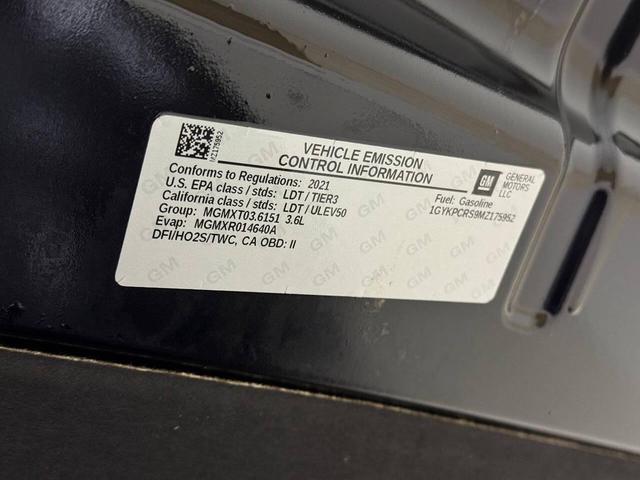 MZ175952
VEHICLE EMISSION
CONTROL INFORMATION
GM
GENERAL
MOTORS
LLC
Conforms to Regulations: 2021
U.S. EPA class / stds: LDT / TIER3
California class / stds: LDT / ULEV50
Group: MGMXT03.6151 3.6L
Evap: MGMXR014640A
DFI/HO2S/TWC, CA OBD: II
Fuel: Gasoline
1GYKPCRS9MZ175952